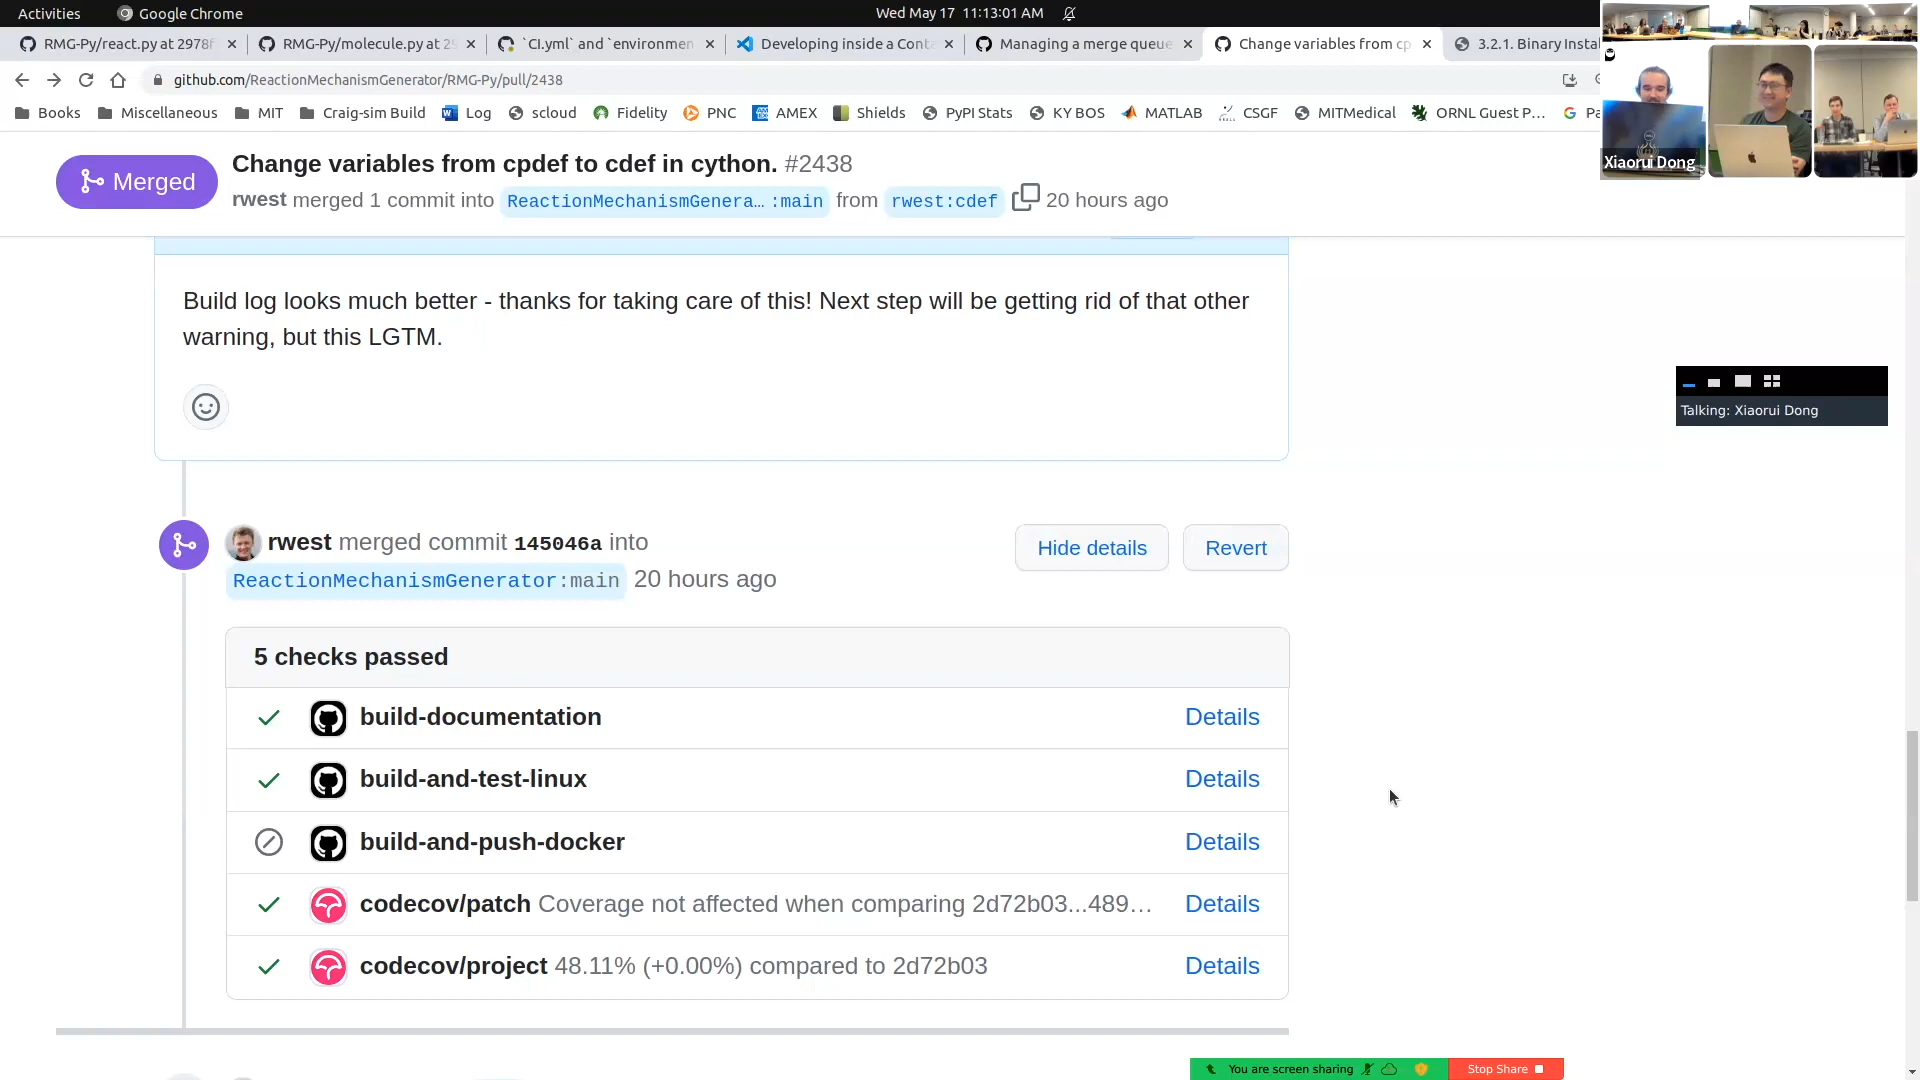 Activities
Google Chrome
Wed May 17 11:13:01 AM
RMG-Py/react.py at 2978f
RMG-Py/molecule.py at 29
`CI.yml` and `environmen
Developing inside a Conta
Managing a merge queue
Change variables from cp
3.2.1. Binary Insta
github.com/ReactionMechanismGenerator/RMG-Py/pull/2438
Books
Miscellaneous
MIT
Craig-sim Build
Log
scloud
Fidelity
PNC
AMEX
Shields
PyPI Stats
KY BOS
MATLAB
CSGF
MITMedical
ORNL Guest P...
Pa
Xiaorui Dong
Merged
Change variables from cpdef to cdef in cython. #2438
rwest merged 1 commit into ReactionMechanismGenera… :main from rwest:cdef 20 hours ago
Build log looks much better - thanks for taking care of this! Next step will be getting rid of that other
warning, but this LGTM.
Talking: Xiaorui Dong
rwest merged commit 145046a into
ReactionMechanismGenerator:main 20 hours ago
Hide details
Revert
5 checks passed
build-documentation Details
build-and-test-linux Details
build-and-push-docker Details
codecov/patch Coverage not affected when comparing 2d72b03...489… Details
codecov/project 48.11% (+0.00%) compared to 2d72b03 Details
You are screen sharing
Stop Share